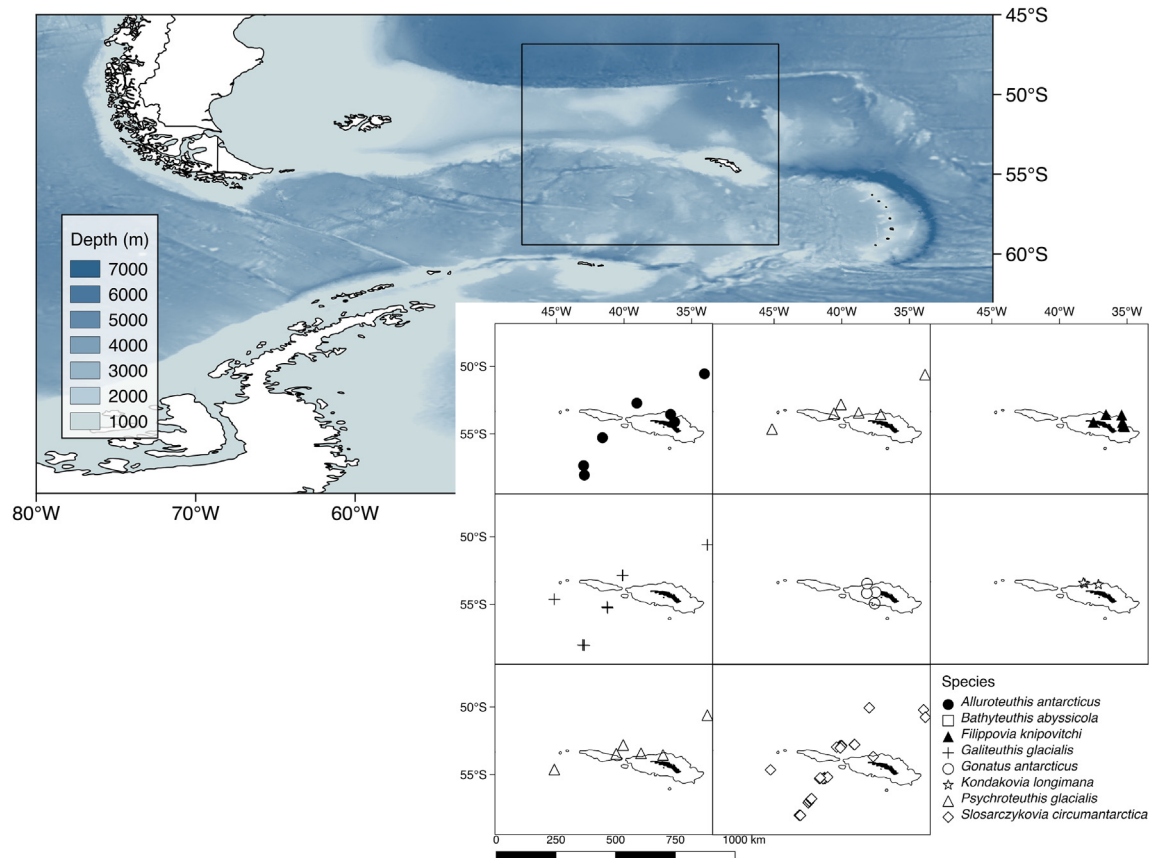 45°S
50°S
55°S
60°S
Depth (m)
7000
6000
5000
4000
3000
2000
1000
80°W
70°W
60°W
45°W 40°W 35°W 45°W 40°W 35°W 45°W 40°W 35°W
50°S
55°S
50°S
55°S
50°S
55°S
Species
Alluroteuthis antarcticus
Bathyteuthis abyssicola
Filippovia knipovitchi
Galiteuthis glacialis
Gonatus antarcticus
Kondakovia longimana
Psychroteuthis glacialis
Slosarczykovia circumantarctica
0 250 500 750 1000 km